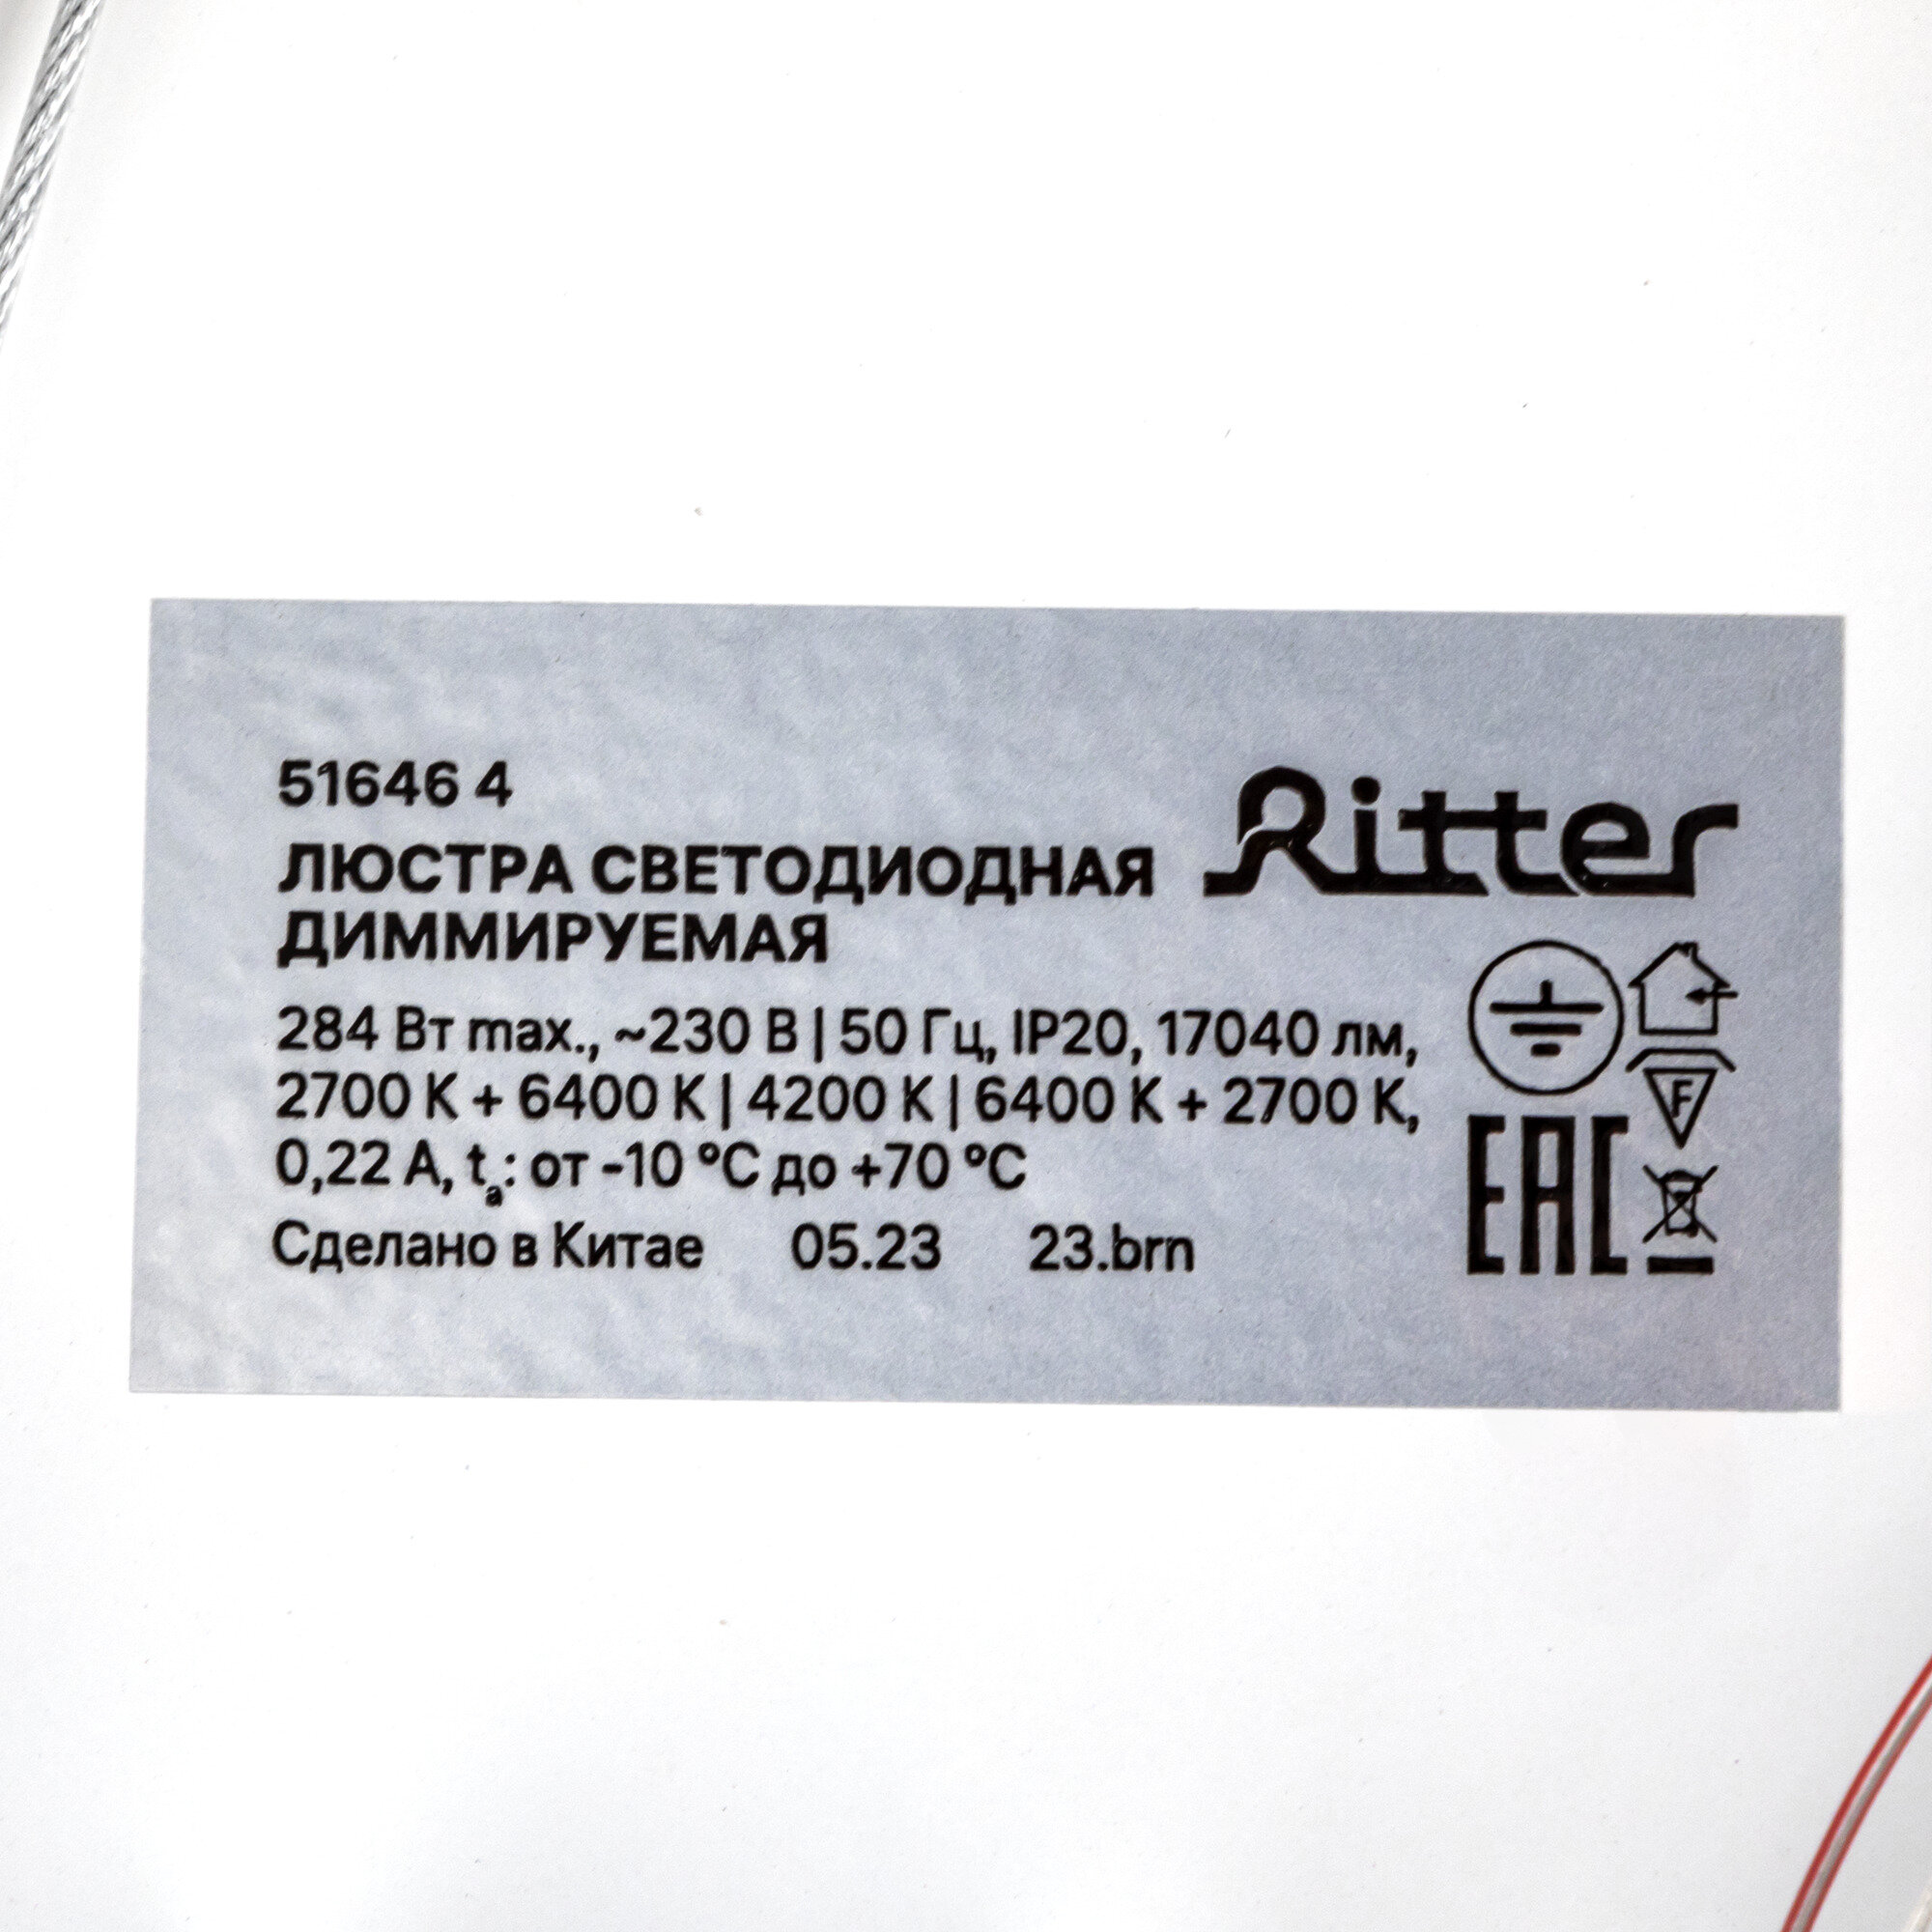 51646 4
Ritter
ЛЮСТРА СВЕТОДИОДНАЯ
ДИММИРУЕМАЯ
284 Вт max., ~230 В | 50 Гц, IP20, 17040 лм,
2700 К + 6400 К | 4200 К | 6400 К + 2700 К,
0,22 А, tₐ: от -10 °С до +70 °С
Сделано в Китае 05.23 23.brn
F
EAC